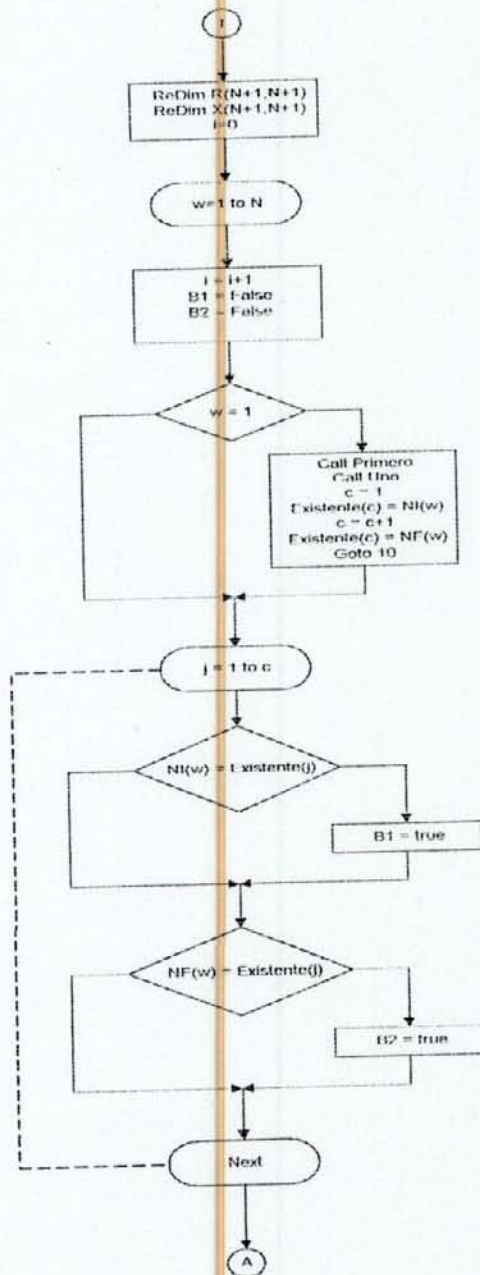 1
ReDim R(N+1,N+1)
ReDim X(N+1,N+1)
i=0
w=1 to N
i = i+1
B1 = False
B2 = False
w = 1
Call Primero
Call Uno
c = 1
Existente(c) = NI(w)
c = c+1
Existente(c) = NF(w)
Goto 10
j = 1 to c
NI(w) = Existente(j)
B1 = true
NF(w) = Existente(j)
B2 = true
Next
A